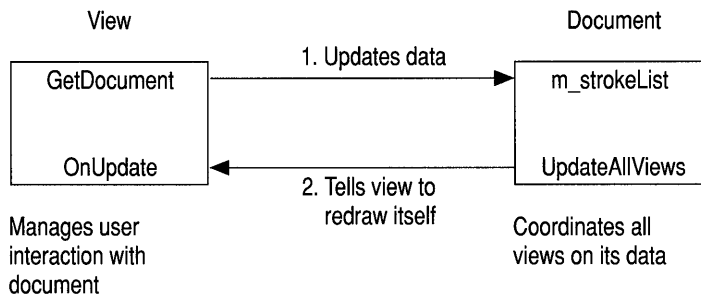 View
Document
1. Updates data
GetDocument
m_strokeList
OnUpdate
UpdateAllViews
2. Tells view to
redraw itself
Manages user
interaction with
document
Coordinates all
views on its data